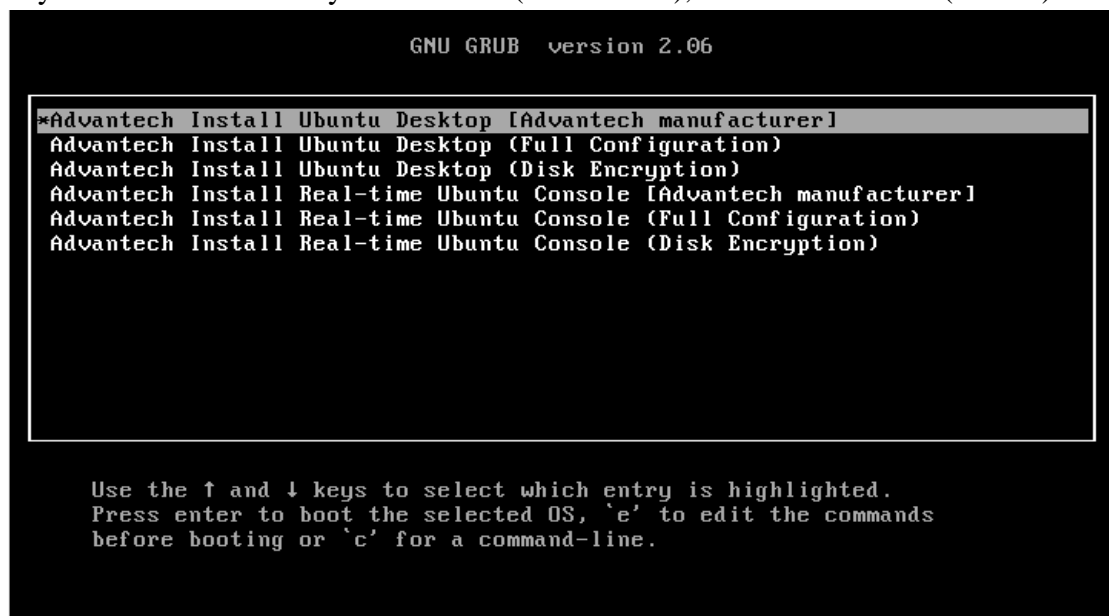 GNU GRUB version 2.06
*Advantech Install Ubuntu Desktop [Advantech manufacturer]
Advantech Install Ubuntu Desktop (Full Configuration)
Advantech Install Ubuntu Desktop (Disk Encryption)
Advantech Install Real-time Ubuntu Console [Advantech manufacturer]
Advantech Install Real-time Ubuntu Console (Full Configuration)
Advantech Install Real-time Ubuntu Console (Disk Encryption)
Use the ↑ and ↓ keys to select which entry is highlighted.
Press enter to boot the selected OS, `e' to edit the commands
before booting or `c' for a command-line.